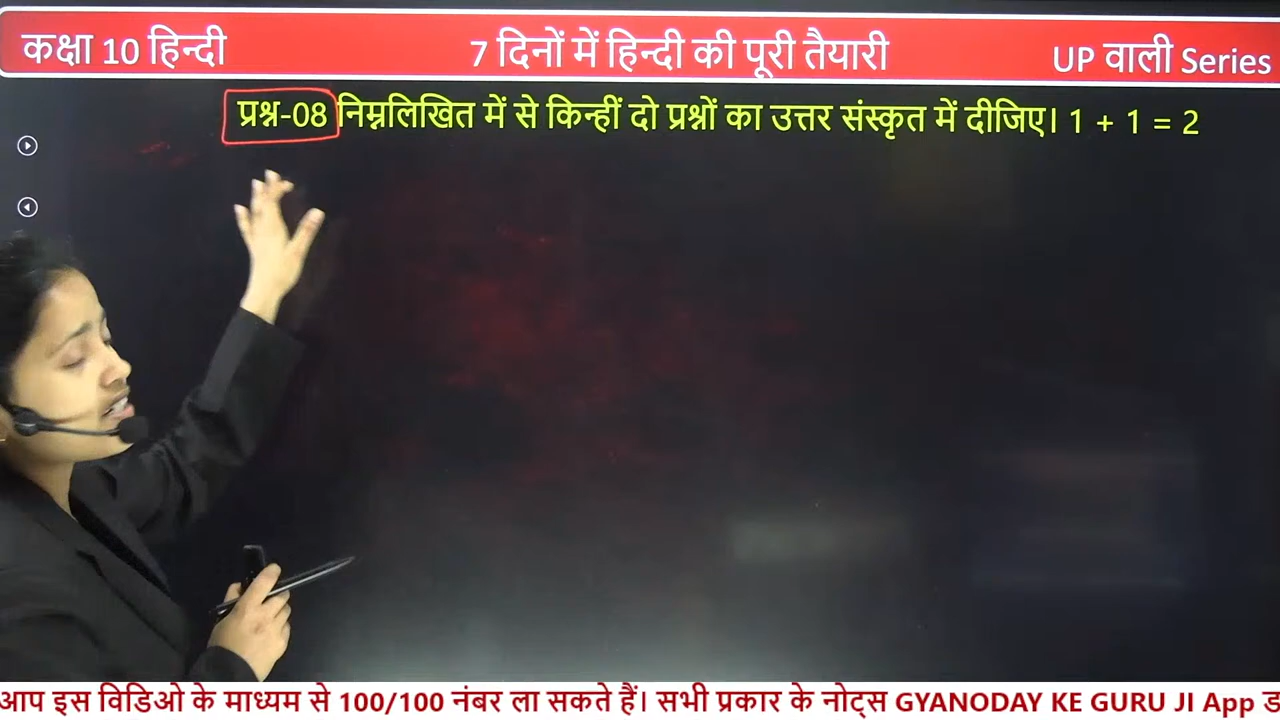 कक्षा 10 हिन्दी 7 दिनों में हिन्दी की पूरी तैयारी UP वाली Series
प्रश्न-08 निम्नलिखित में से किन्हीं दो प्रश्नों का उत्तर संस्कृत में दीजिए। 1 + 1 = 2
आप इस विडिओ के माध्यम से 100/100 नंबर ला सकते हैं। सभी प्रकार के नोट्स GYANODAY KE GURU JI App